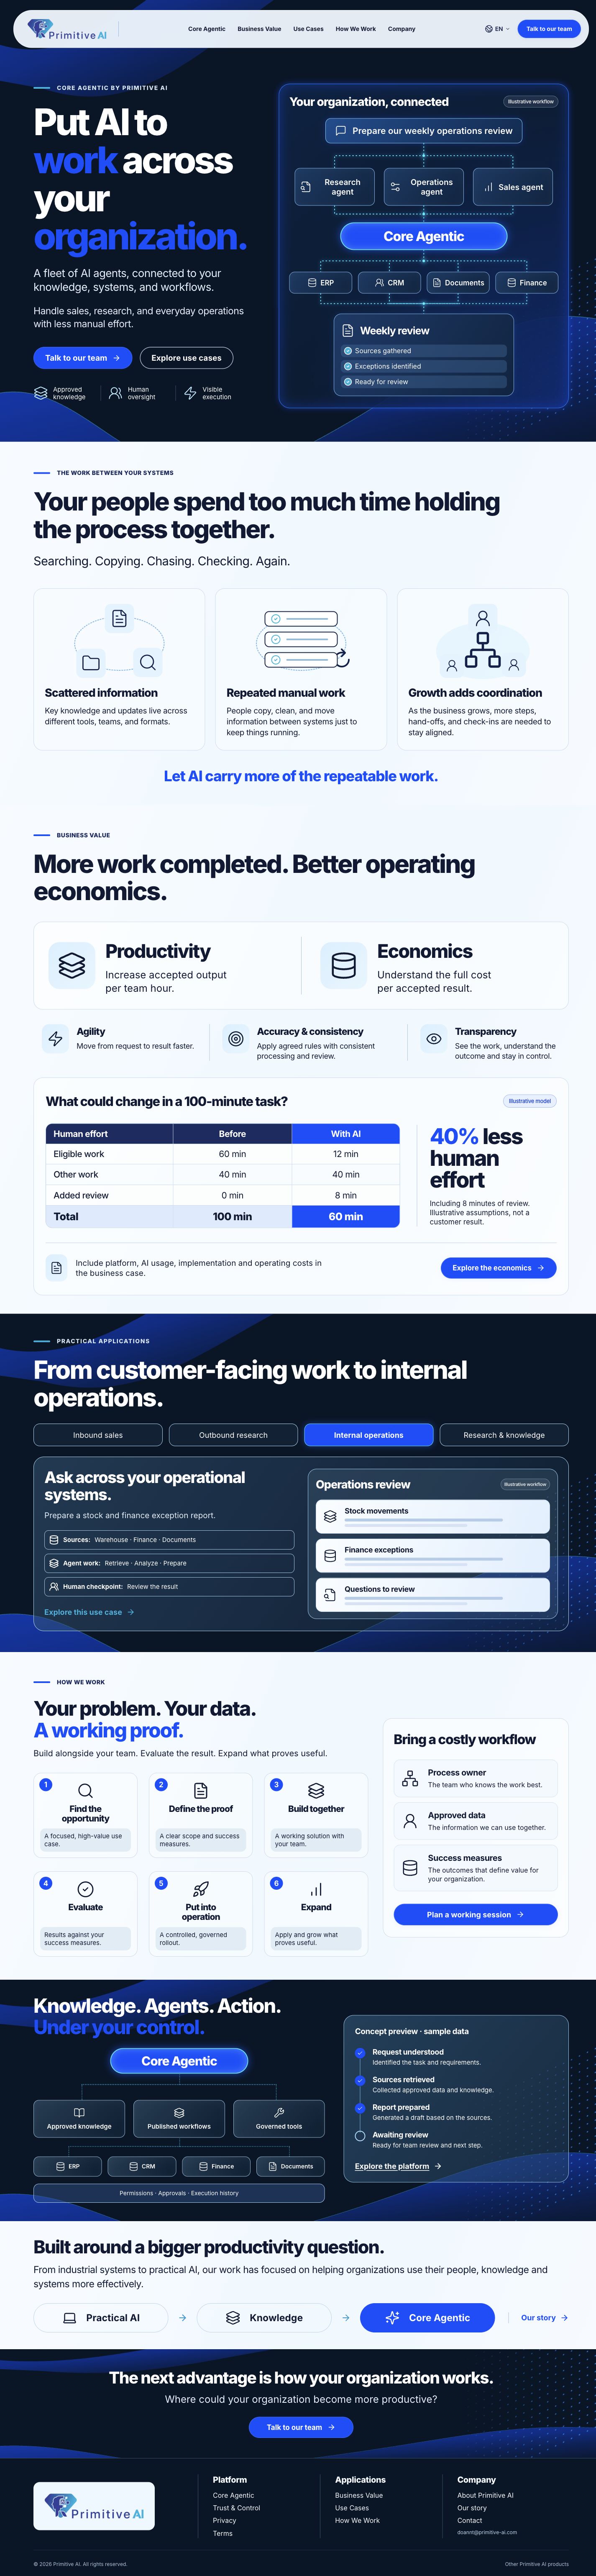 Primitive AI
Core Agentic
Business Value
Use Cases
How We Work
Company
EN
Talk to our team
CORE AGENTIC BY PRIMITIVE AI
Put AI to
work across
your
organization.
A fleet of AI agents, connected to your
knowledge, systems, and workflows.
Handle sales, research, and everyday operations
with less manual effort.
Talk to our team
Explore use cases
Approved
knowledge
Human
oversight
Visible
execution
Your organization, connected
Illustrative workflow
Prepare our weekly operations review
Research
agent
Operations
agent
Sales agent
Core Agentic
ERP
CRM
Documents
Finance
Weekly review
Sources gathered
Exceptions identified
Ready for review
THE WORK BETWEEN YOUR SYSTEMS
Your people spend too much time holding
the process together.
Searching. Copying. Chasing. Checking. Again.
Scattered information
Key knowledge and updates live across
different tools, teams, and formats.
Repeated manual work
People copy, clean, and move
information between systems just to
keep things running.
Growth adds coordination
As the business grows, more steps,
hand-offs, and check-ins are needed to
stay aligned.
Let AI carry more of the repeatable work.
BUSINESS VALUE
More work completed. Better operating
economics.
Productivity
Increase accepted output
per team hour.
Economics
Understand the full cost
per accepted result.
Agility
Move from request to result faster.
Accuracy & consistency
Apply agreed rules with consistent
processing and review.
Transparency
See the work, understand the
outcome and stay in control.
What could change in a 100-minute task?
Illustrative model
Human effort Before With AI
Eligible work 60 min 12 min
Other work 40 min 40 min
Added review 0 min 8 min
Total 100 min 60 min
40% less
human
effort
Including 8 minutes of review.
Illustrative assumptions, not a
customer result.
Include platform, AI usage, implementation and operating costs in
the business case.
Explore the economics
PRACTICAL APPLICATIONS
From customer-facing work to internal
operations.
Inbound sales
Outbound research
Internal operations
Research & knowledge
Ask across your operational
systems.
Prepare a stock and finance exception report.
Sources: Warehouse · Finance · Documents
Agent work: Retrieve · Analyze · Prepare
Human checkpoint: Review the result
Explore this use case
Operations review
Illustrative workflow
Stock movements
Finance exceptions
Questions to review
HOW WE WORK
Your problem. Your data.
A working proof.
Build alongside your team. Evaluate the result. Expand what proves useful.
1
Find the
opportunity
A focused, high-value use
case.
2
Define the proof
A clear scope and success
measures.
3
Build together
A working solution with
your team.
4
Evaluate
Results against your
success measures.
5
Put into
operation
A controlled, governed
rollout.
6
Expand
Apply and grow what
proves useful.
Bring a costly workflow
Process owner
The team who knows the work best.
Approved data
The information we can use together.
Success measures
The outcomes that define value for
your organization.
Plan a working session
Knowledge. Agents. Action.
Under your control.
Core Agentic
Approved knowledge
Published workflows
Governed tools
ERP
CRM
Finance
Documents
Permissions · Approvals · Execution history
Concept preview · sample data
Request understood
Identified the task and requirements.
Sources retrieved
Collected approved data and knowledge.
Report prepared
Generated a draft based on the sources.
Awaiting review
Ready for team review and next step.
Explore the platform
Built around a bigger productivity question.
From industrial systems to practical AI, our work has focused on helping organizations use their people, knowledge and
systems more effectively.
Practical AI
Knowledge
Core Agentic
Our story
The next advantage is how your organization works.
Where could your organization become more productive?
Talk to our team
Primitive AI
Platform
Core Agentic
Trust & Control
Privacy
Terms
Applications
Business Value
Use Cases
How We Work
Company
About Primitive AI
Our story
Contact
doannt@primitive-ai.com
© 2026 Primitive AI. All rights reserved.
Other Primitive AI products